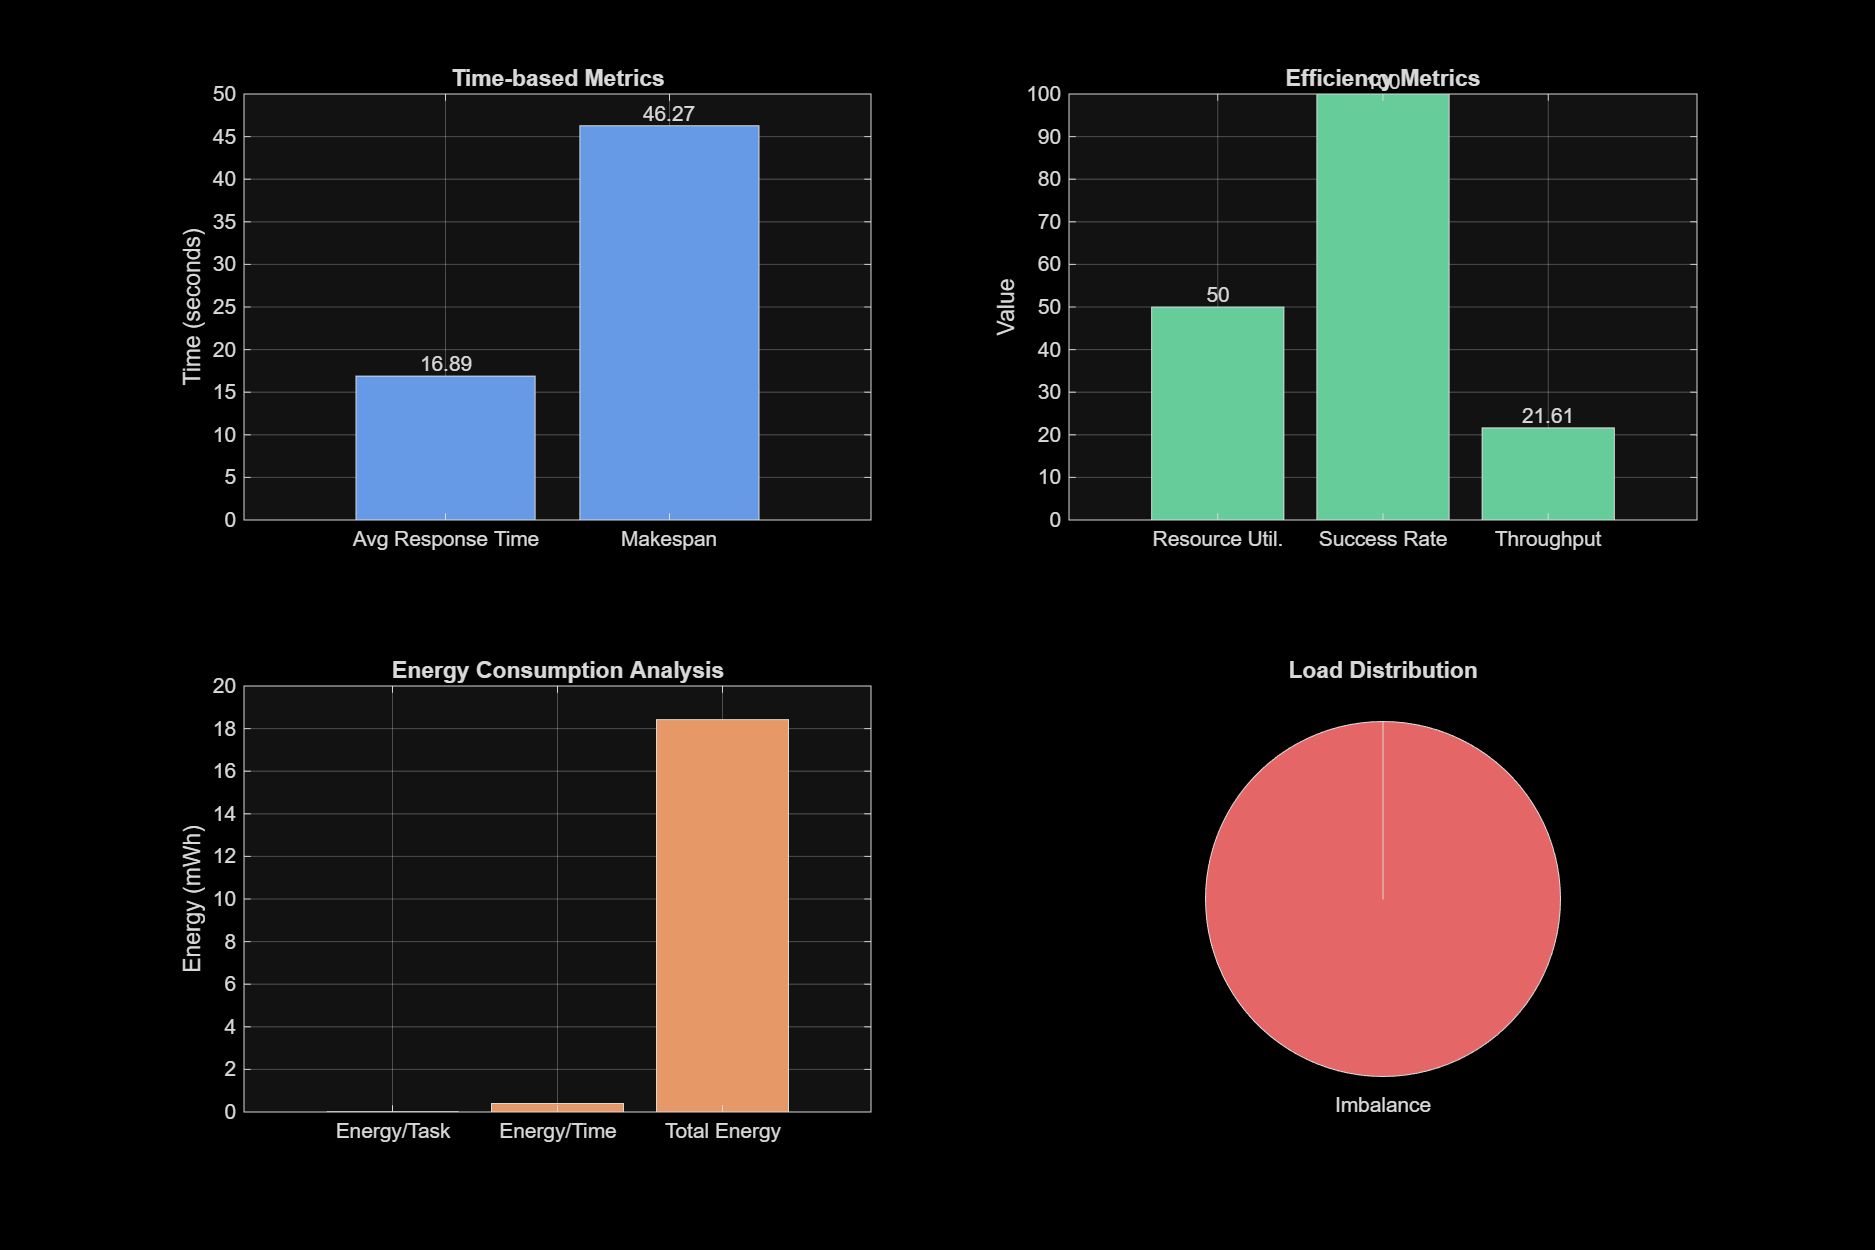 Time-based Metrics
50
45
40
35
30
25
20
15
10
5
0
Time (seconds)
16.89
46.27
Avg Response Time
Makespan
Efficiency Metrics
100
100
90
80
70
60
50
40
30
20
10
0
Value
50
21.61
Resource Util.
Success Rate
Throughput
Energy Consumption Analysis
20
18
16
14
12
10
8
6
4
2
0
Energy (mWh)
Energy/Task
Energy/Time
Total Energy
Load Distribution
Imbalance